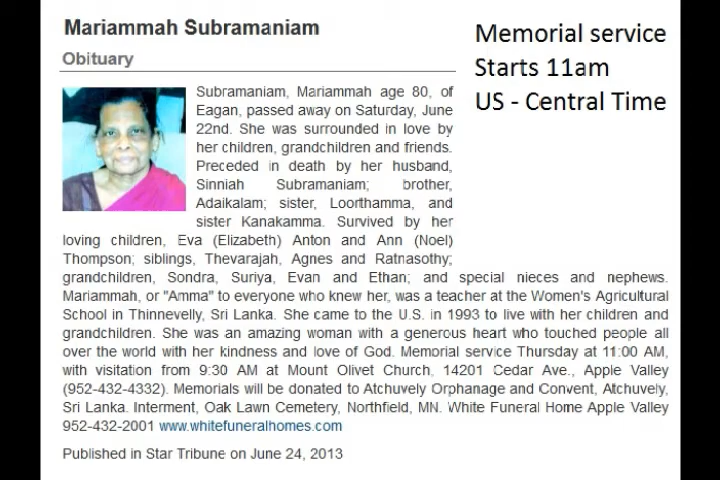 Mariammah Subramaniam
Obituary
Memorial service
Starts 11am
US - Central Time
Subramaniam, Mariammah age 80, of
Eagan, passed away on Saturday, June
22nd. She was surrounded in love by
her children, grandchildren and friends.
Preceded in death by her husband,
Sinniah Subramaniam; brother,
Adaikalam; sister, Loorthamma, and
sister Kanakamma. Survived by her
loving children, Eva (Elizabeth) Anton and Ann (Noel)
Thompson; siblings, Thevarajah, Agnes and Ratnasothy;
grandchildren, Sondra, Suriya, Evan and Ethan; and special nieces and nephews.
Mariammah, or "Amma" to everyone who knew her, was a teacher at the Women's Agricultural
School in Thinnevelly, Sri Lanka. She came to the U.S. in 1993 to live with her children and
grandchildren. She was an amazing woman with a generous heart who touched people all
over the world with her kindness and love of God. Memorial service Thursday at 11:00 AM,
with visitation from 9:30 AM at Mount Olivet Church, 14201 Cedar Ave., Apple Valley
(952-432-4332). Memorials will be donated to Atchuvely Orphanage and Convent, Atchuvely,
Sri Lanka. Interment, Oak Lawn Cemetery, Northfield, MN. White Funeral Home Apple Valley
952-432-2001 www.whitefuneralhomes.com
Published in Star Tribune on June 24, 2013